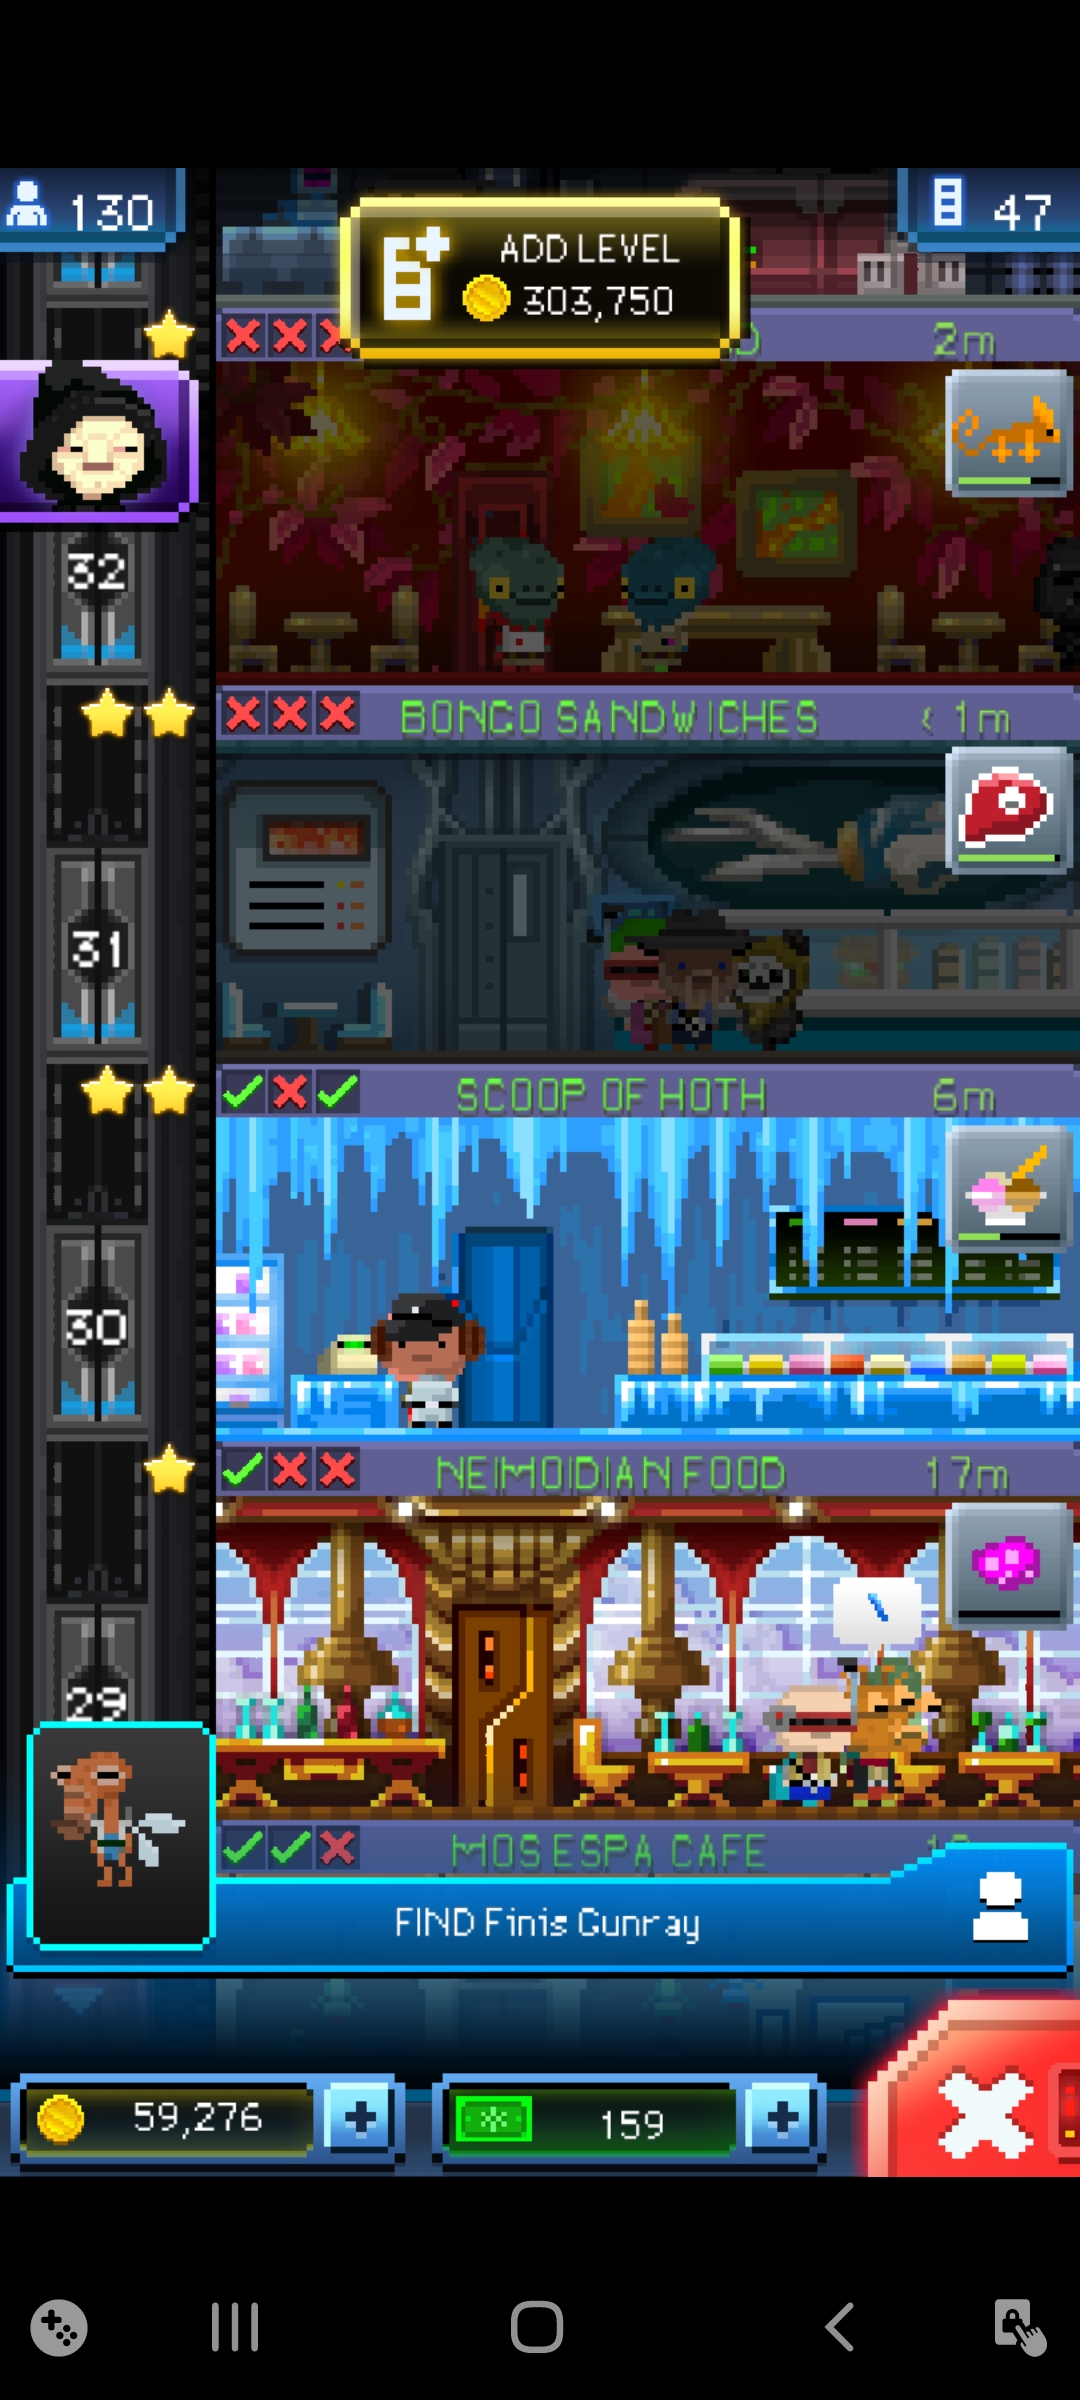 130
47
ADD LEVEL
303,750
2m
32
BONGO SANDWICHES
< 1m
31
SCOOP OF HOTH
6m
30
NEIMOIDIAN FOOD
17m
29
MOS ESPA CAFE
FIND Finis Gunray
59,276
159